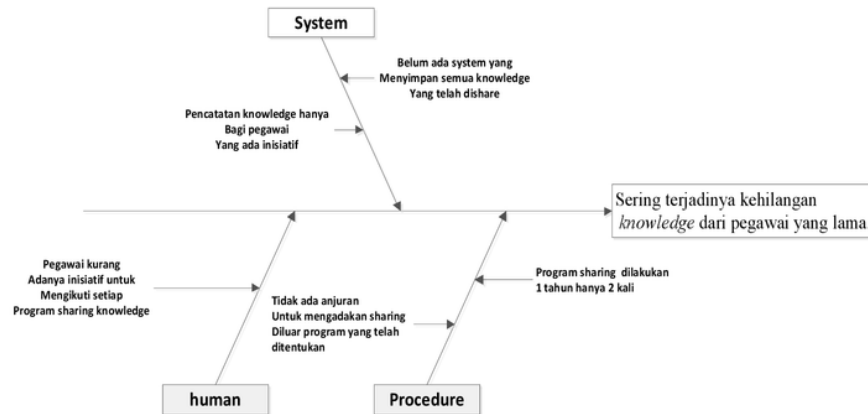 System
Belum ada system yang
Menyimpan semua knowledge
Yang telah dishare
Pencatatan knowledge hanya
Bagi pegawai
Yang ada inisiatif
Sering terjadinya kehilangan
knowledge dari pegawai yang lama
Pegawai kurang
Adanya inisiatif untuk
Mengikuti setiap
Program sharing knowledge
Tidak ada anjuran
Untuk mengadakan sharing
Diluar program yang telah
ditentukan
Program sharing dilakukan
1 tahun hanya 2 kali
human
Procedure